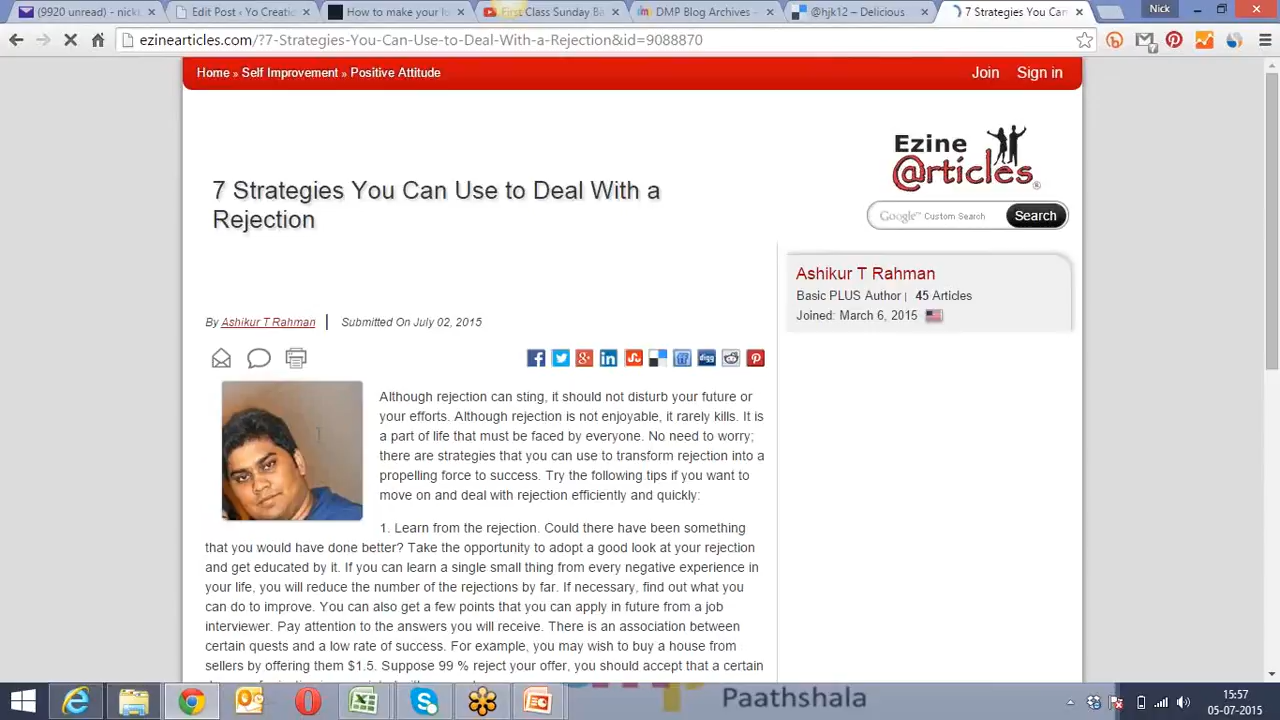 (9920 unread) - nickt
Edit Post ‹ Yo Creatio
How to make your lo
First Class Sunday Ba
DMP Blog Archives -
@hjk12 – Delicious
7 Strategies You Can
Nick
ezinearticles.com/?7-Strategies-You-Can-Use-to-Deal-With-a-Rejection&id=9088870
Home » Self Improvement » Positive Attitude
Join Sign in
Ezine
@rticles
7 Strategies You Can Use to Deal With a
Rejection
Google™ Custom Search
Search
Ashikur T Rahman
Basic PLUS Author | 45 Articles
Joined: March 6, 2015
By Ashikur T Rahman | Submitted On July 02, 2015
Although rejection can sting, it should not disturb your future or
your efforts. Although rejection is not enjoyable, it rarely kills. It is
a part of life that must be faced by everyone. No need to worry;
there are strategies that you can use to transform rejection into a
propelling force to success. Try the following tips if you want to
move on and deal with rejection efficiently and quickly:
1. Learn from the rejection. Could there have been something
that you would have done better? Take the opportunity to adopt a good look at your rejection
and get educated by it. If you can learn a single small thing from every negative experience in
your life, you will reduce the number of the rejections by far. If necessary, find out what you
can do to improve. You can also get a few points that you can apply in future from a job
interviewer. Pay attention to the answers you will receive. There is an association between
certain quests and a low rate of success. For example, you may wish to buy a house from
sellers by offering them $1.5. Suppose 99 % reject your offer, you should accept that a certain
Paathshala
15:57
05-07-2015